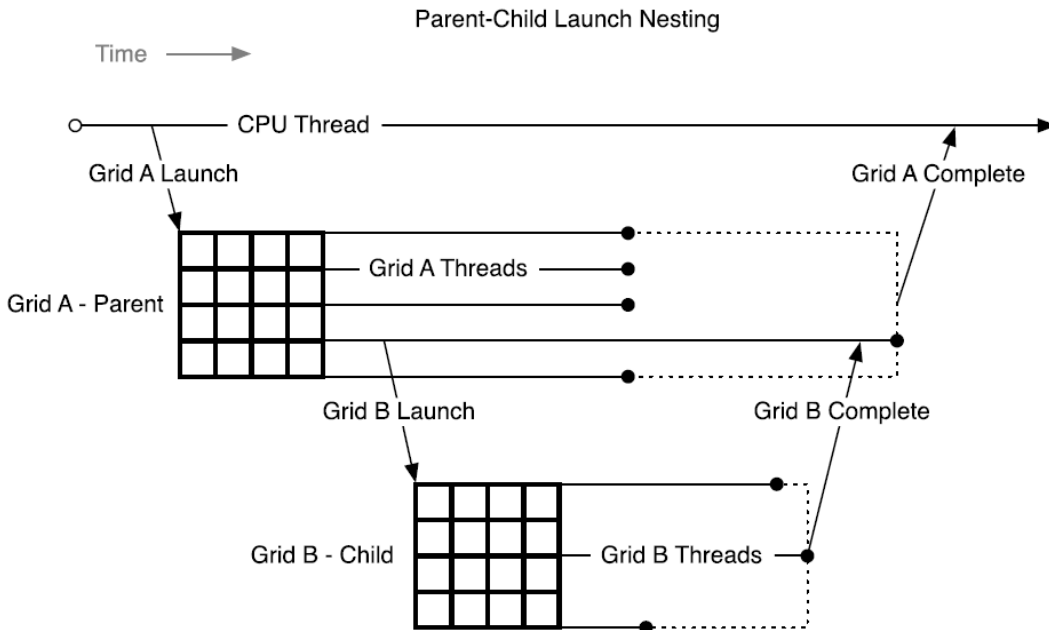 Parent-Child Launch Nesting
Time
CPU Thread
Grid A Launch
Grid A Complete
Grid A Threads
Grid A - Parent
Grid B Launch
Grid B Complete
Grid B - Child
Grid B Threads